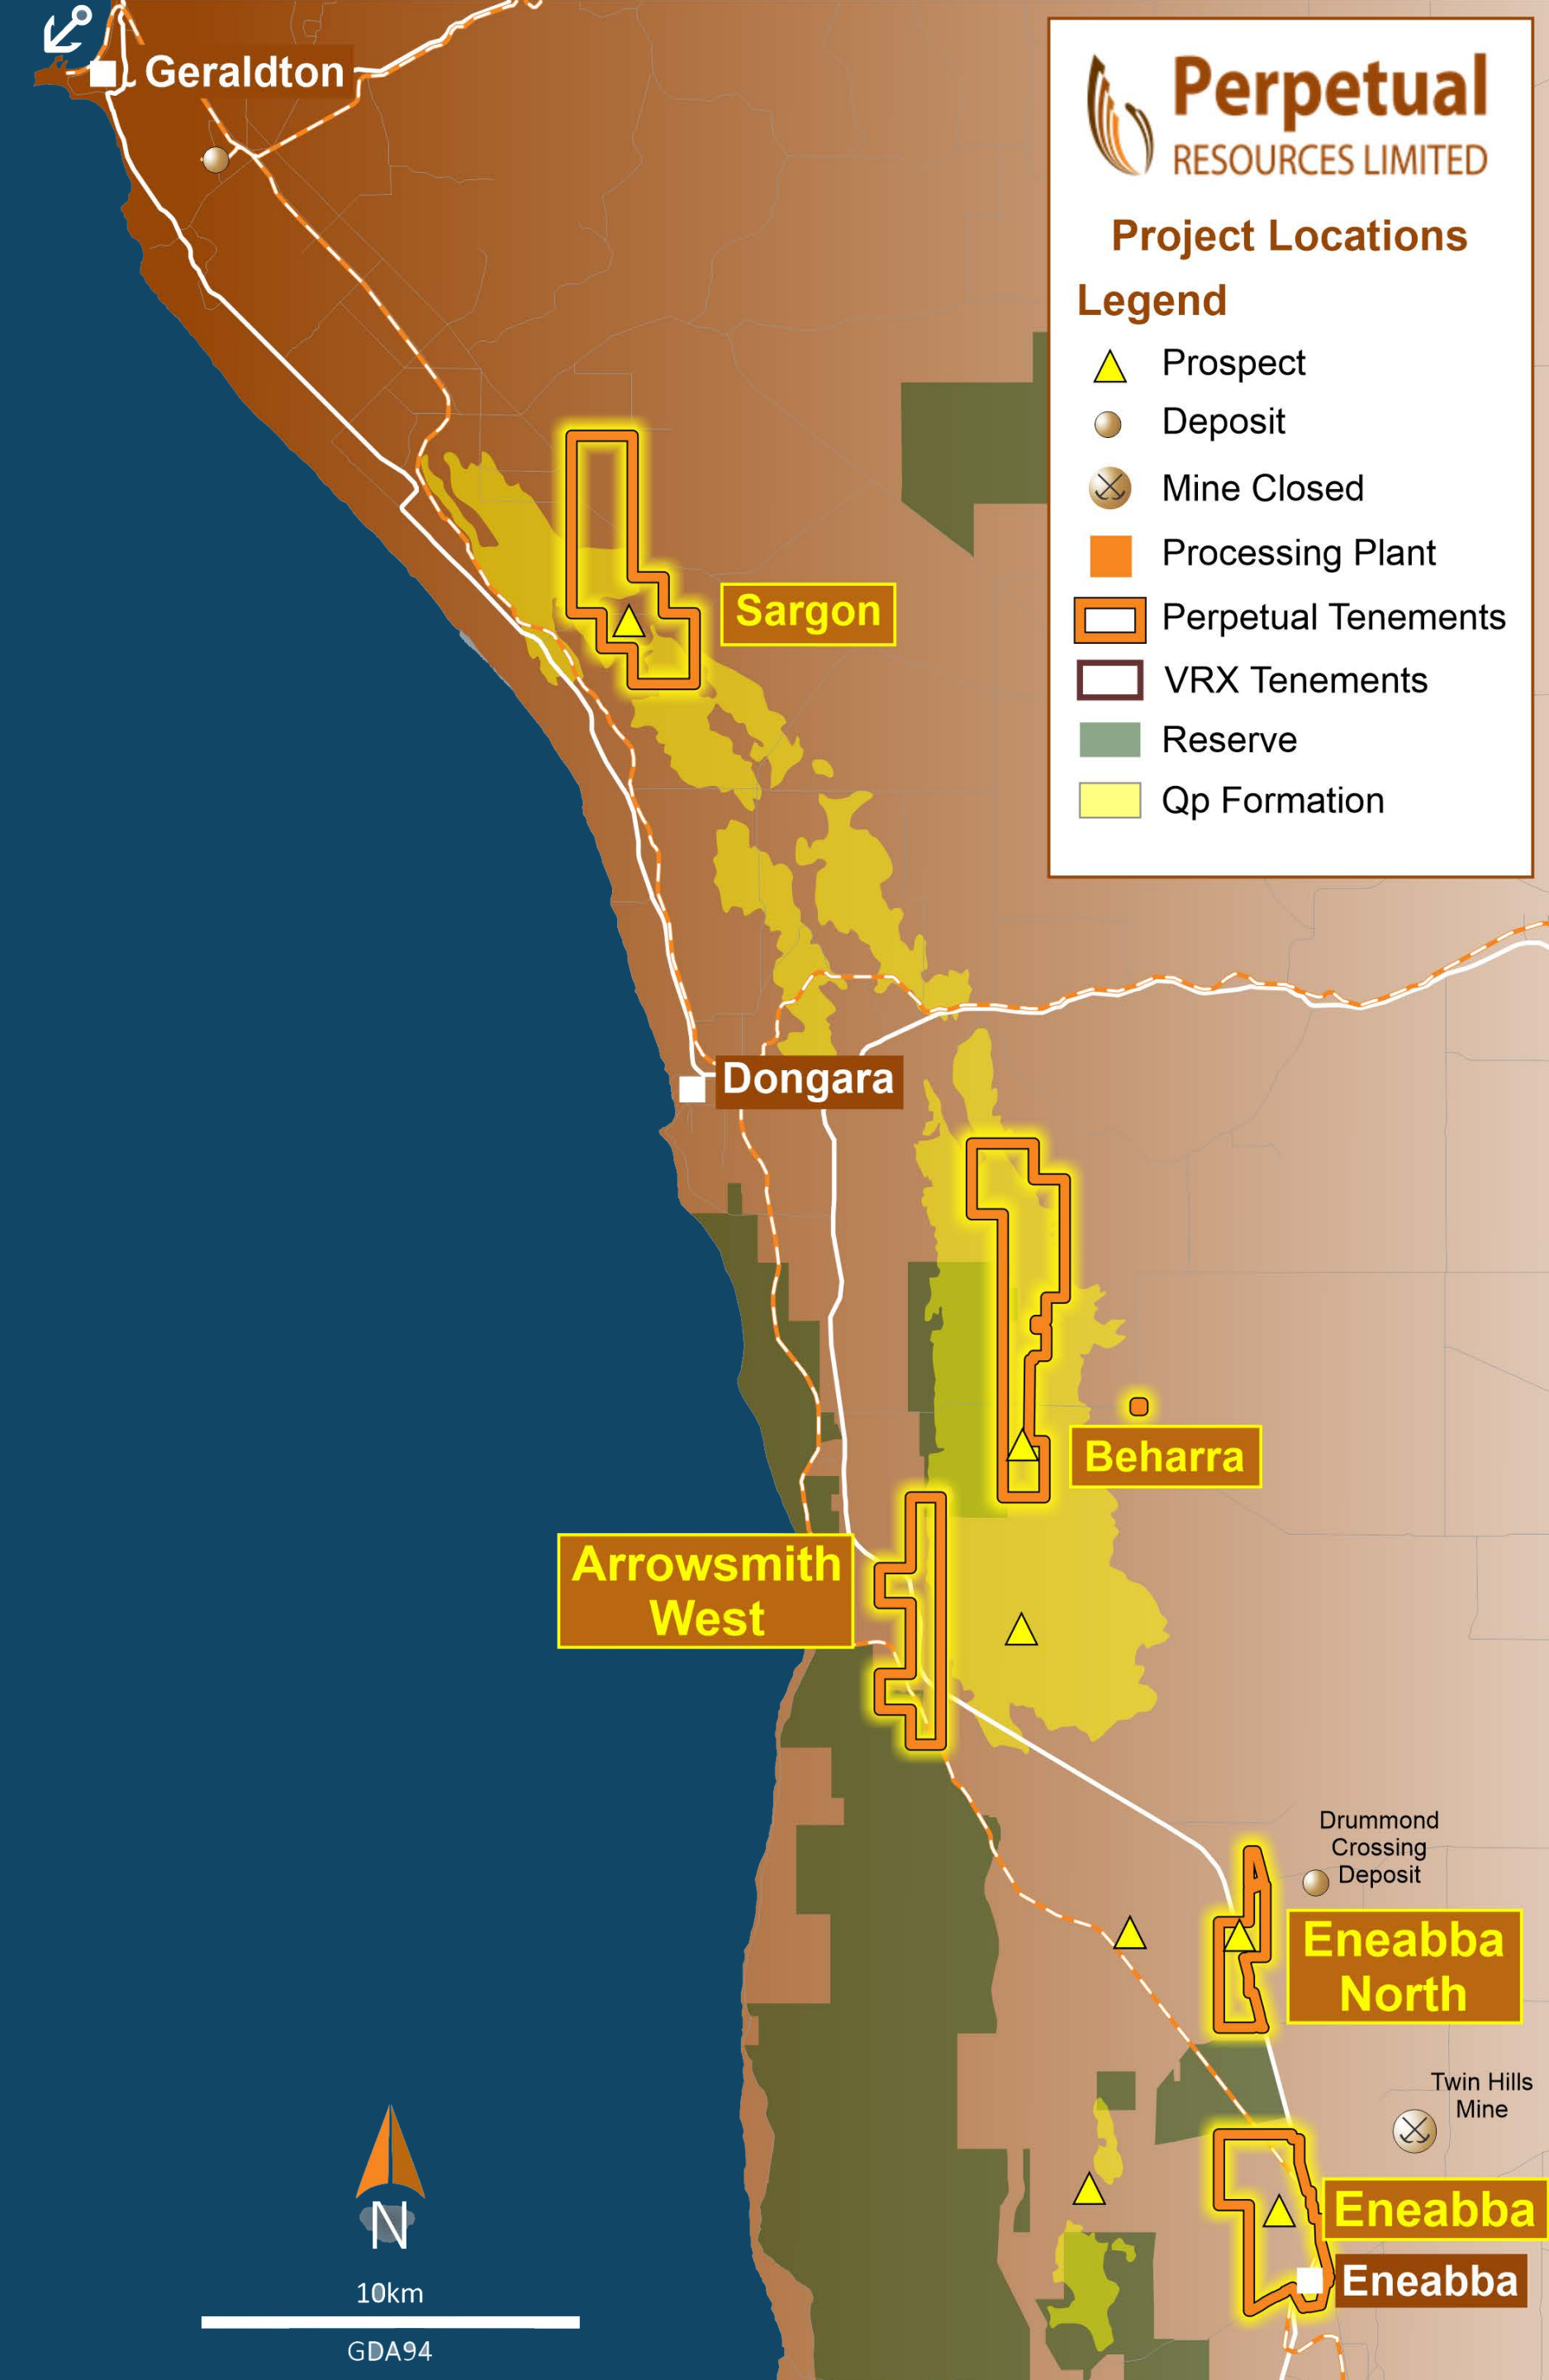 Geraldton
Perpetual
RESOURCES LIMITED
Project Locations
Legend
Prospect
Deposit
Mine Closed
Processing Plant
Perpetual Tenements
VRX Tenements
Reserve
Qp Formation
Sargon
Dongara
Beharra
Arrowsmith
West
Drummond
Crossing
Deposit
Eneabba
North
Twin Hills
Mine
Eneabba
Eneabba
N
10km
GDA94